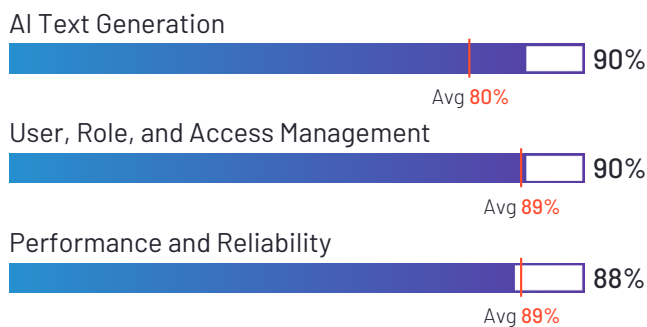 AI Text Generation
90%
Avg 80%
User, Role, and Access Management
90%
Avg 89%
Performance and Reliability
88%
Avg 89%